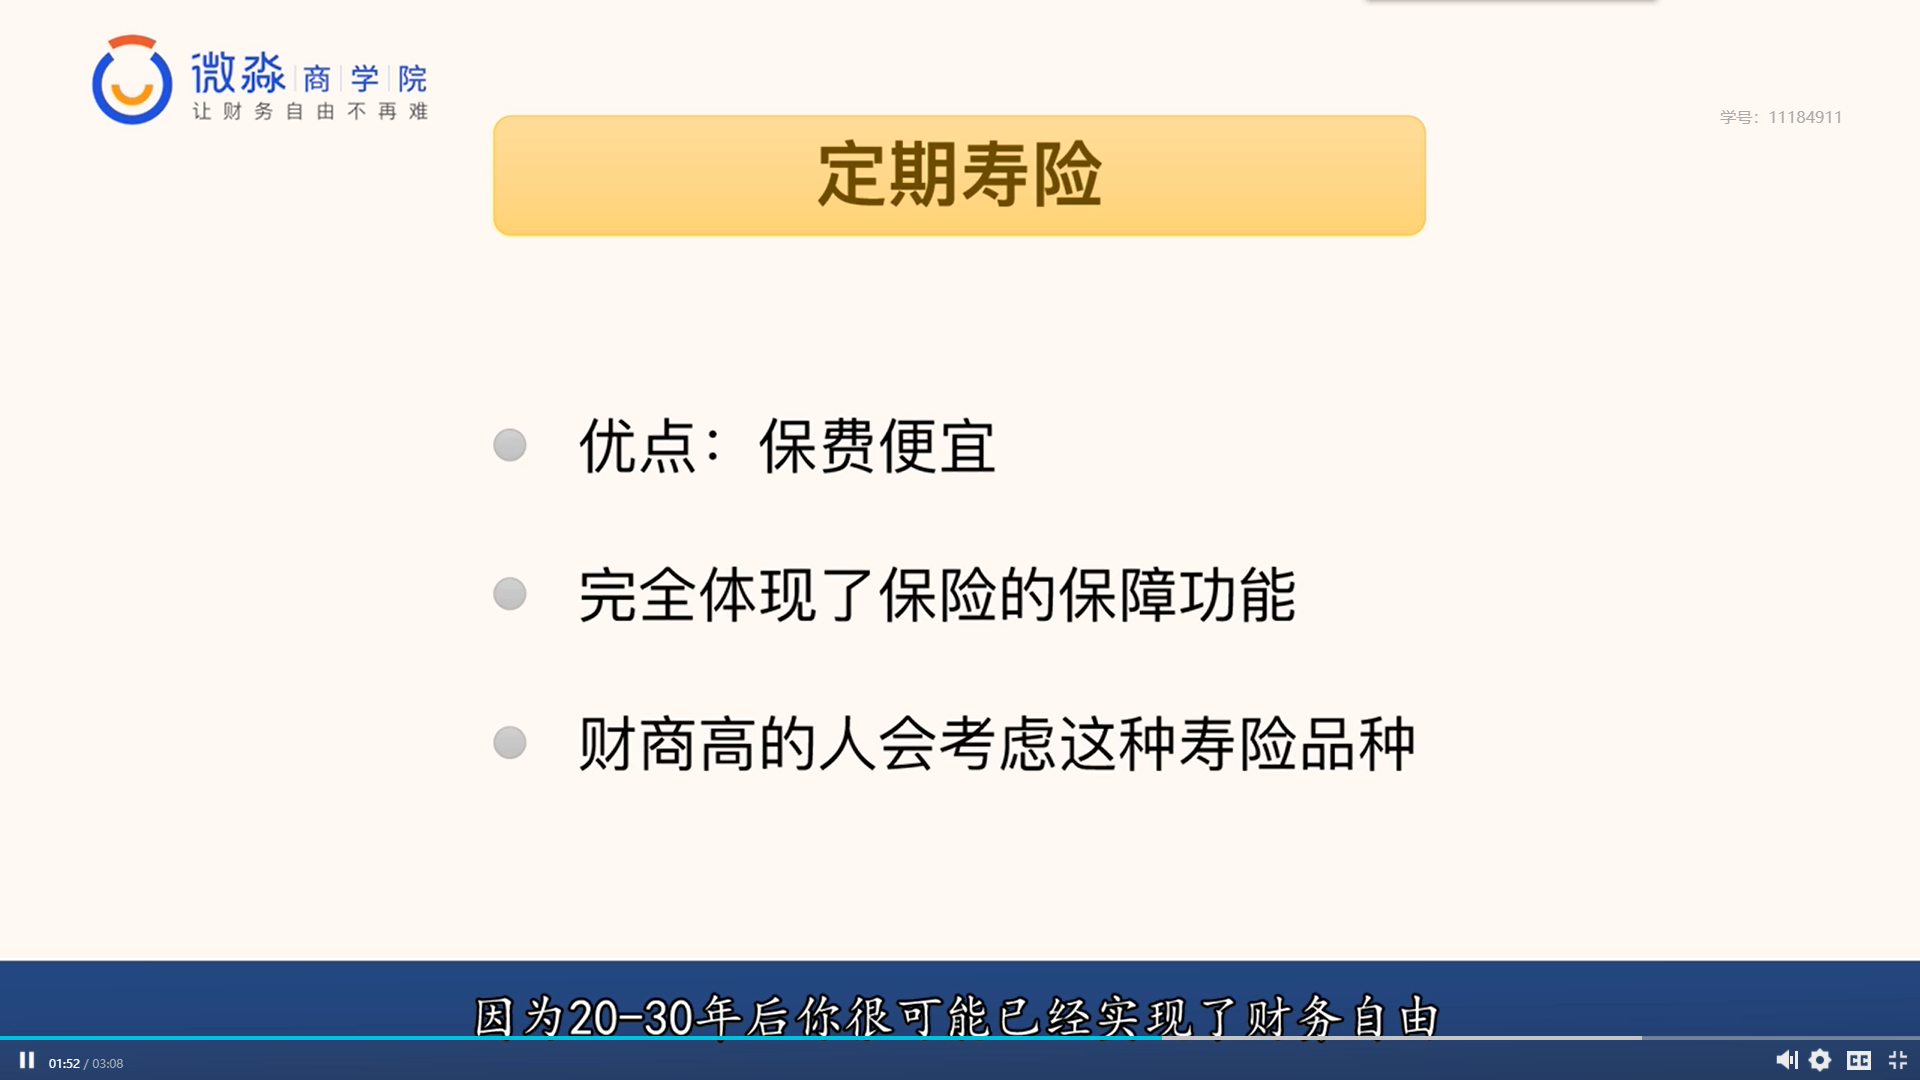 微淼商学院
让财务自由不再难
学号：11184911
定期寿险
优点：保费便宜
完全体现了保险的保障功能
财商高的人会考虑这种寿险品种
因为20-30年后你很可能已经实现了财务自由
01:52 / 03:08
CC